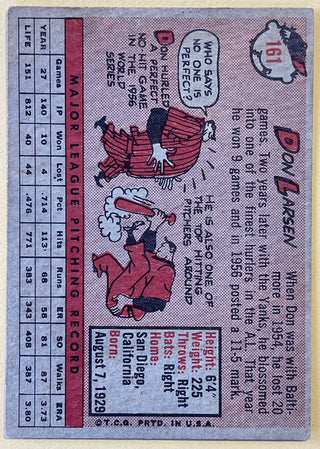 161
DON LARSEN
When Don was with Balti-
more in 1954, he lost 20
games. Two years later with the Yanks, he blossomed
into one of the finest hurlers in the A.L. That year
he won 9 games and in 1956 posted a 11-5 mark.
WHO SAYS
NO ONE IS
PERFECT?
DON HURLED
A PERFECT
NO HIT GAME
IN THE 1956
WORLD
SERIES
HE IS ALSO ONE OF
THE TOP HITTING
PITCHERS AROUND
Height: 6'4"
Weight: 225
Throws: Right
Bats: Right
Home:
San Diego,
California
Born:
August 7, 1929
©T.C.G. PRTD. IN U.S.A.
MAJOR LEAGUE PITCHING RECORD
Games IP Won Lost Pct Hits Runs ER SO Walks ERA
YEAR 27 140 10 4 .714 113 68 58 81 87 3.73
LIFE 151 812 40 44 .476 771 383 343 408 387 3.80